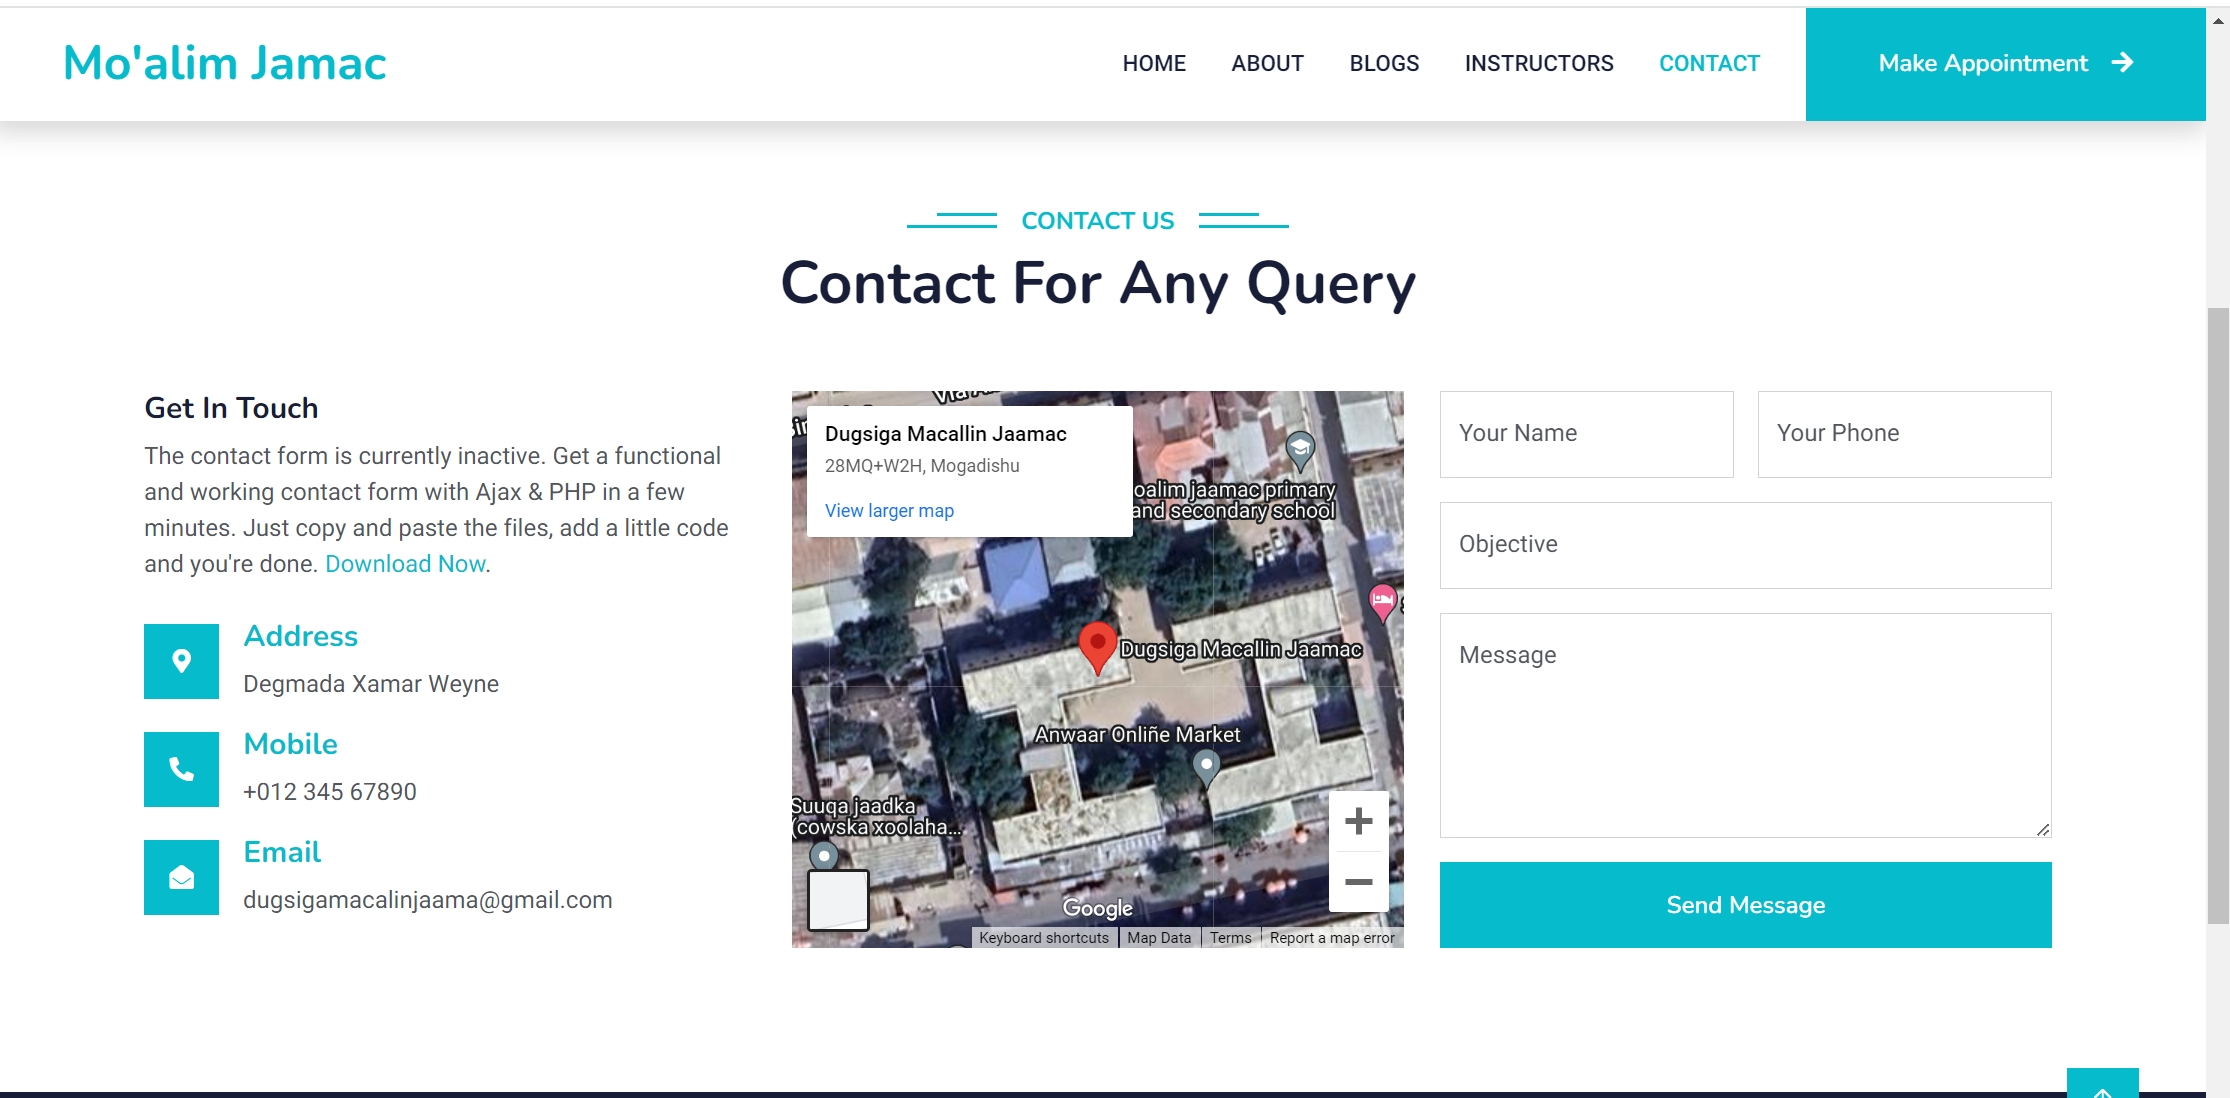 Mo'alim Jamac
HOME ABOUT BLOGS INSTRUCTORS CONTACT
Make Appointment
CONTACT US
Contact For Any Query
Get In Touch
The contact form is currently inactive. Get a functional
and working contact form with Ajax & PHP in a few
minutes. Just copy and paste the files, add a little code
and you're done. Download Now.
Address
Degmada Xamar Weyne
Mobile
+012 345 67890
Email
dugsigamacalinjaama@gmail.com
Dugsiga Macallin Jaamac
28MQ+W2H, Mogadishu
View larger map
oalim jaamac primary
and secondary school
Dugsiga Macallin Jaamac
Anwaar Onliñe Market
Suuqa jaadka
(cowska xoolaha...
Google
Keyboard shortcuts
Map Data
Terms
Report a map error
Your Name
Your Phone
Objective
Message
Send Message